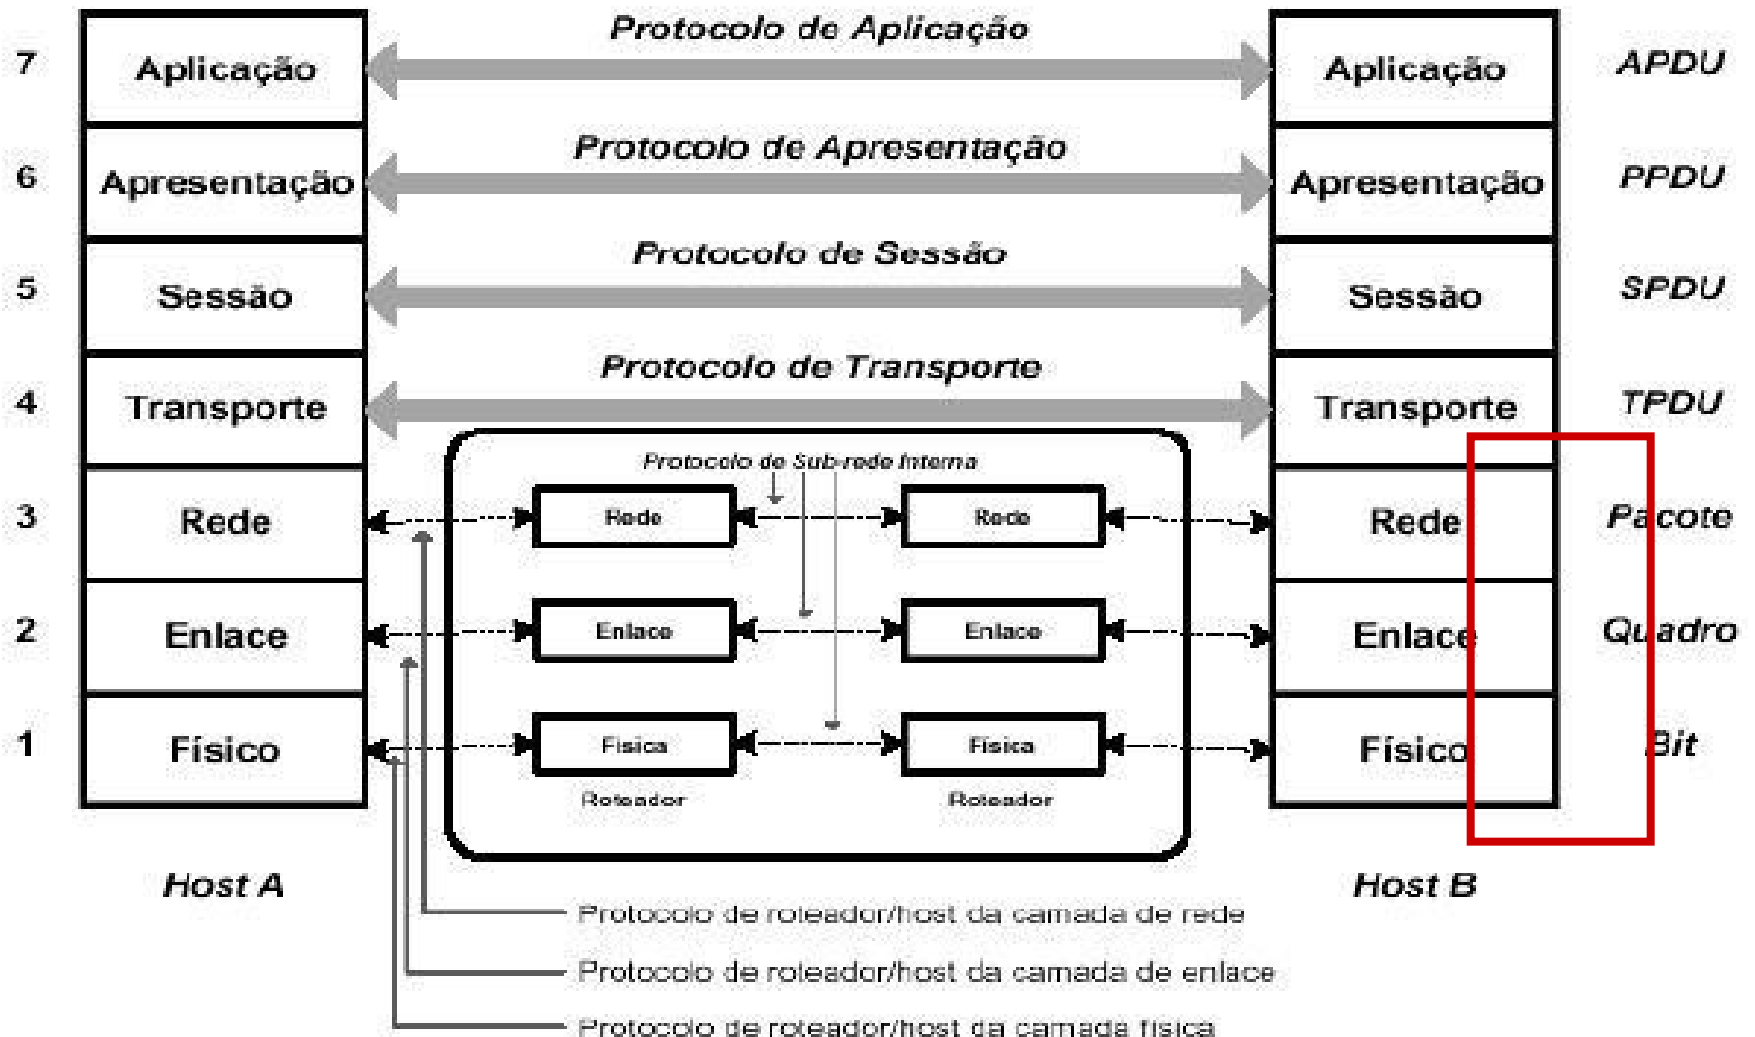 Protocolo de Aplicação
7 Aplicação Aplicação APDU
Protocolo de Apresentação
6 Apresentação Apresentação PPDU
Protocolo de Sessão
5 Sessão Sessão SPDU
Protocolo de Transporte
4 Transporte Transporte TPDU
Protocolo de Sub-rede Interna
3 Rede Rede Rede Rede Pacote
2 Enlace Enlace Enlace Enlace Quadro
1 Físico Física Física Físico Bit
Roteador Roteador
Host A Host B
Protocolo de roteador/host da camada de rede
Protocolo de roteador/host da camada de enlace
Protocolo de roteador/host da camada física